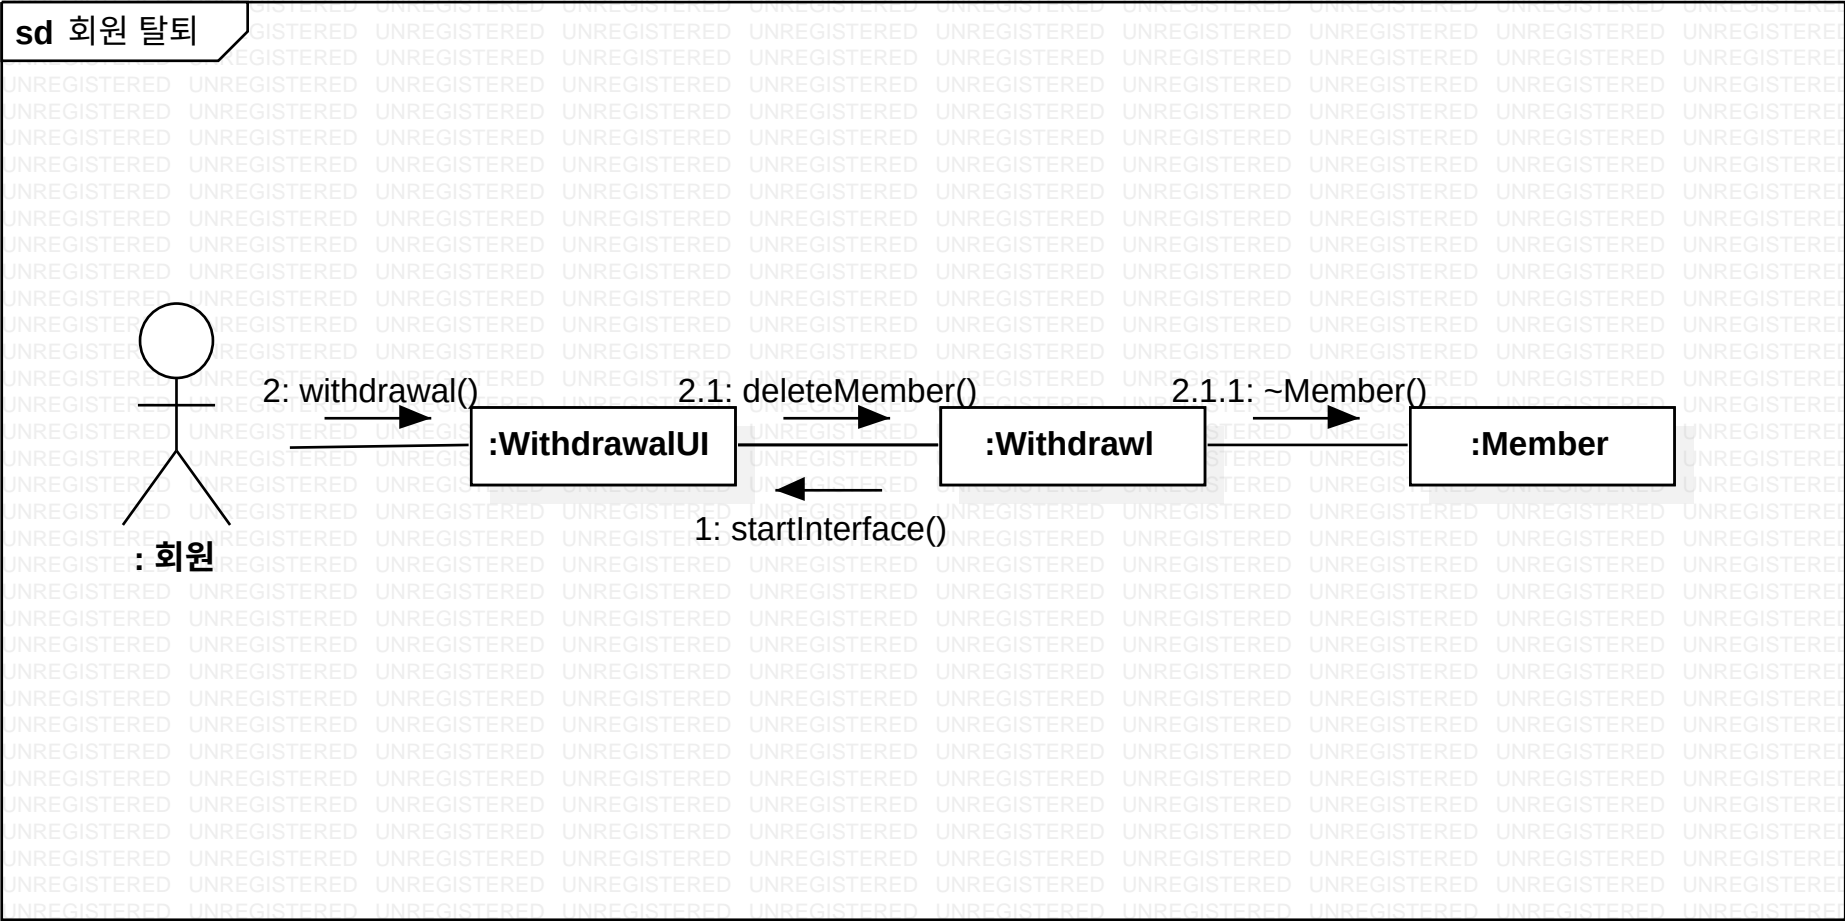 sd 회원 탈퇴
2: withdrawal()
2.1: deleteMember()
2.1.1: ~Member()
:WithdrawalUI
:Withdrawl
:Member
1: startInterface()
: 회원
UNREGISTERED